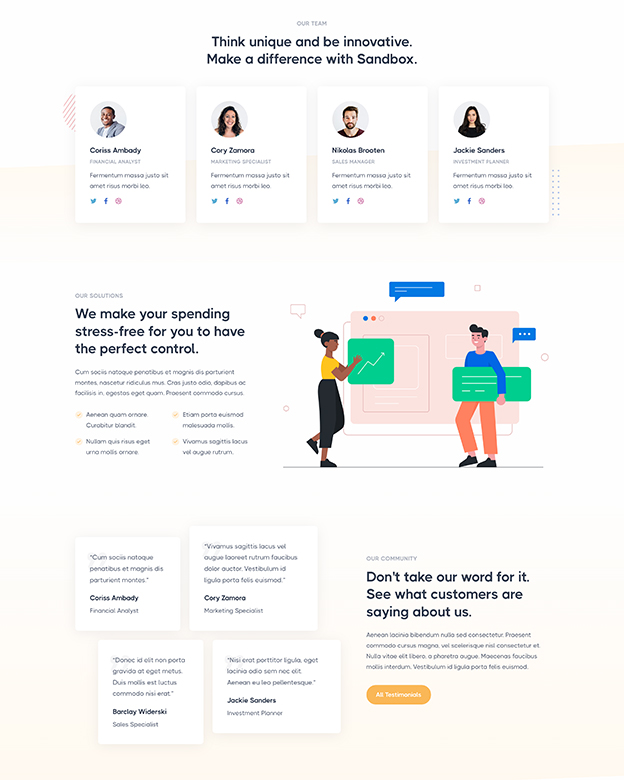 OUR TEAM
Think unique and be innovative.
Make a difference with Sandbox.
Coriss Ambady
FINANCIAL ANALYST
Fermentum massa justo sit
amet risus morbi leo.
Cory Zamora
MARKETING SPECIALIST
Fermentum massa justo sit
amet risus morbi leo.
Nikolas Brooten
SALES MANAGER
Fermentum massa justo sit
amet risus morbi leo.
Jackie Sanders
INVESTMENT PLANNER
Fermentum massa justo sit
amet risus morbi leo.
OUR SOLUTIONS
We make your spending
stress-free for you to have
the perfect control.
Cum sociis natoque penatibus et magnis dis parturient
montes, nascetur ridiculus mus. Cras justo odio, dapibus ac
facilisis in, egestas eget quam. Praesent commodo cursus.
Aenean quam ornare.
Curabitur blandit.
Etiam porta euismod
malesuada mollis.
Nullam quis risus eget
urna mollis ornare.
Vivamus sagittis lacus
vel augue rutrum.
"Cum sociis natoque
penatibus et magnis dis
parturient montes."
Coriss Ambady
Financial Analyst
"Vivamus sagittis lacus vel
augue laoreet rutrum faucibus
dolor auctor. Vestibulum id
ligula porta felis euismod."
Cory Zamora
Marketing Specialist
"Donec id elit non porta
gravida at eget metus.
Duis mollis est luctus
commodo nisi erat."
Barclay Widerski
Sales Specialist
"Nisi erat porttitor ligula, eget
lacinia odio sem nec elit.
Aenean eu leo pellentesque."
Jackie Sanders
Investment Planner
OUR COMMUNITY
Don't take our word for it.
See what customers are
saying about us.
Aenean lacinia bibendum nulla sed consectetur. Praesent
commodo cursus magna, vel scelerisque nisl consectetur et.
Nulla vitae elit libero, a pharetra augue. Maecenas faucibus
mollis interdum. Vestibulum id ligula porta felis euismod.
All Testimonials